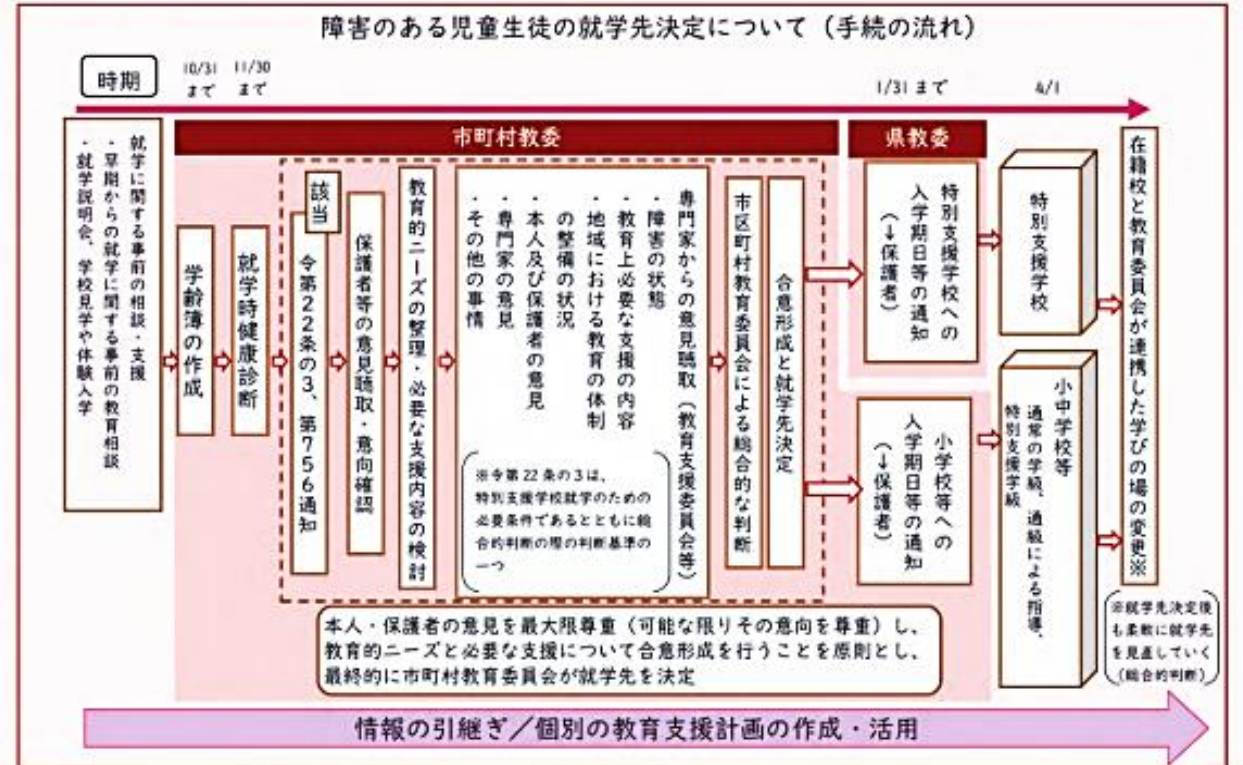 障害のある児童生徒の就学先決定について（手続の流れ）
時期
10/31
まで
11/30
まで
1/31 まで
4/1
就学に関する事前の相談・支援
・早期からの就学に関する事前の教育相談
・就学説明会、学校見学や体験入学
市町村教委
学齢簿の作成
就学時健康診断
該当
令第22条の3、第756通知
保護者等の意見聴取・意向確認
教育的ニーズの整理・必要な支援内容の検討
専門家からの意見聴取（教育支援委員会等）
・障害の状態
・教育上必要な支援の内容
・地域における教育の体制
の整備の状況
・本人及び保護者の意見
・専門家の意見
・その他の事情
※令第22条の3は、
特別支援学校就学のための
必要条件であるとともに総
合的判断の際の判断基準の
一つ
市区町村教育委員会による総合的な判断
合意形成と就学先決定
県教委
特別支援学校への
入学期日等の通知
（→保護者）
小学校等への
入学期日等の通知
（→保護者）
特別支援学校
小中学校等
通常の学級、通級による指導、
特別支援学級
在籍校と教育委員会が連携した学びの場の変更※
※就学先決定後
も柔軟に就学先
を見直していく
（総合的判断）
本人・保護者の意見を最大限尊重（可能な限りその意向を尊重）し、
教育的ニーズと必要な支援について合意形成を行うことを原則とし、
最終的に市町村教育委員会が就学先を決定
情報の引継ぎ／個別の教育支援計画の作成・活用